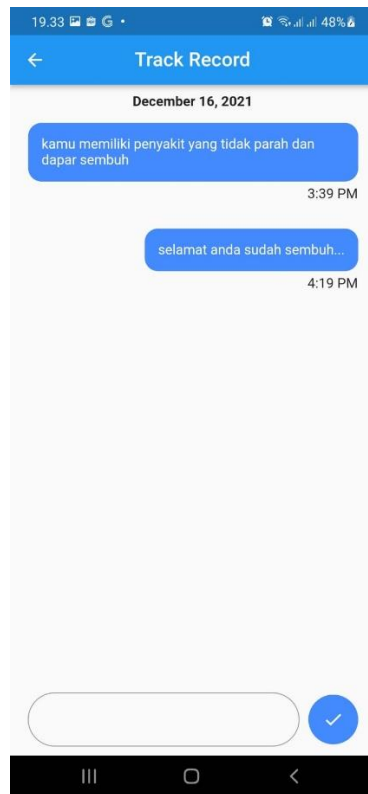 19.33 G 48%
Track Record
December 16, 2021
kamu memiliki penyakit yang tidak parah dan
dapar sembuh
3:39 PM
selamat anda sudah sembuh...
4:19 PM